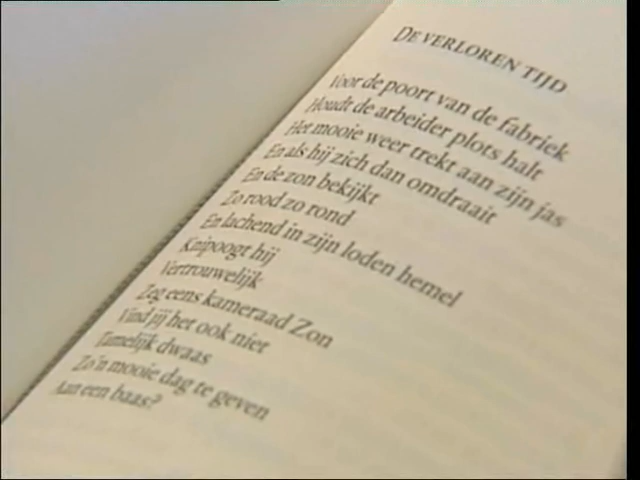 DE VERLOREN TIJD
Voor de poort van de fabriek
Houdt de arbeider plots halt
Het mooie weer trekt aan zijn jas
En als hij zich dan omdraait
En de zon bekijkt
Zo rood zo rond
En lachend in zijn loden hemel
Knipoogt hij
Vertrouwelijk
Zeg eens kameraad Zon
Vind jij het ook niet
Tamelijk dwaas
Zo'n mooie dag te geven
Aan een baas?